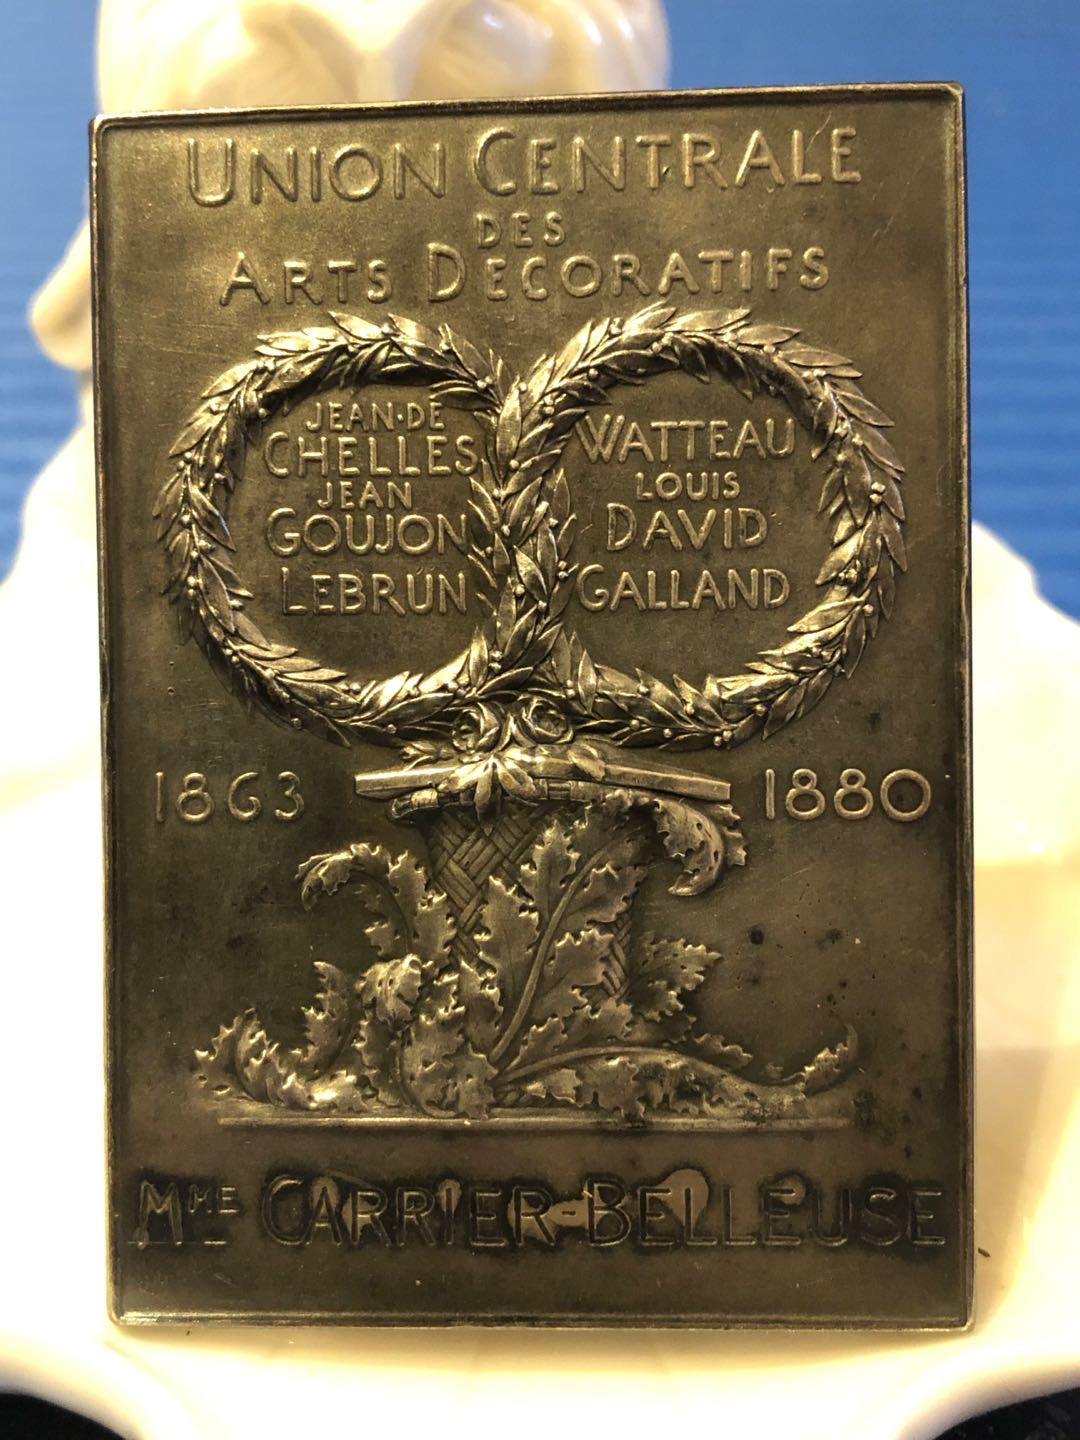 UNION CENTRALE
DES
ARTS DECORATIFS
JEAN·DE
CHELLES
JEAN
GOUJON
LEBRUN
WATTEAU
LOUIS
DAVID
GALLAND
1863
1880
MME CARRIER-BELLEUSE